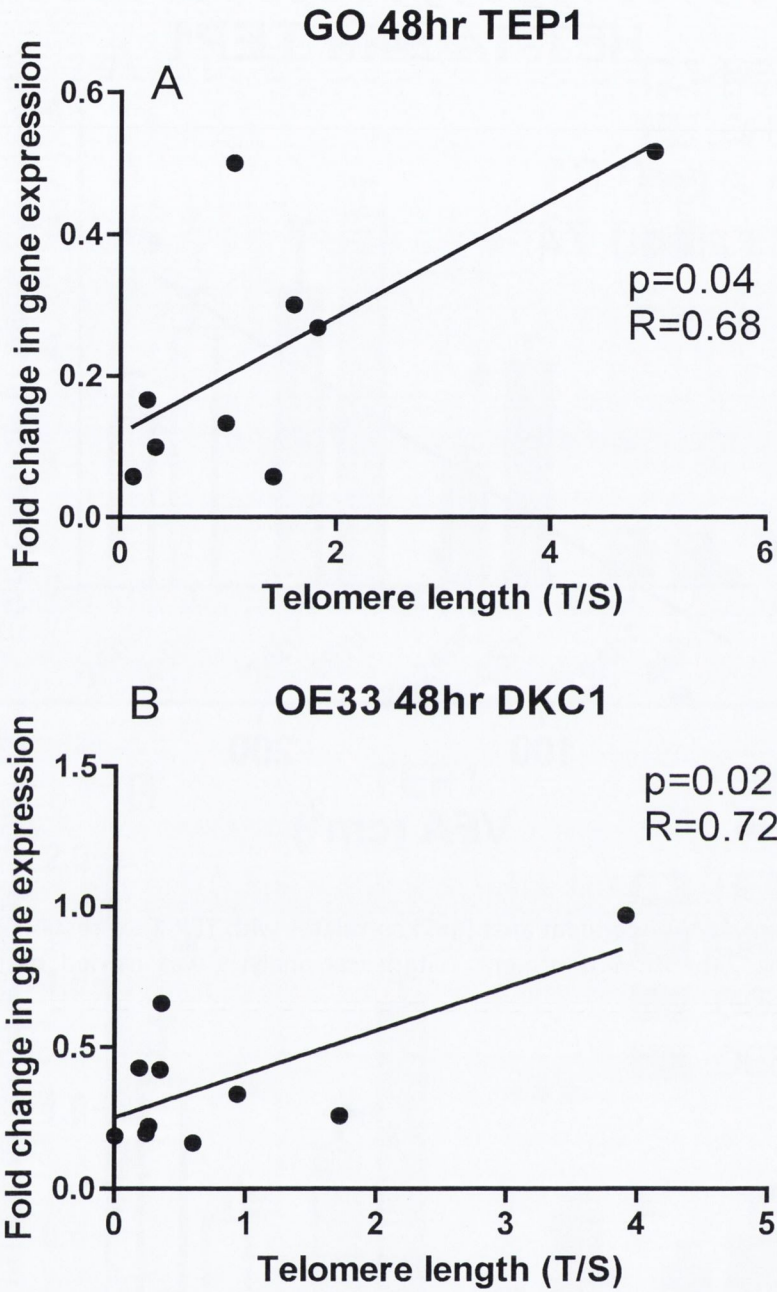 GO 48hr TEP1
A
Fold change in gene expression
0.6
0.4
0.2
0.0
p=0.04
R=0.68
0 2 4 6
Telomere length (T/S)
B
OE33 48hr DKC1
Fold change in gene expression
1.5
1.0
0.5
0.0
p=0.02
R=0.72
0 1 2 3 4 5
Telomere length (T/S)